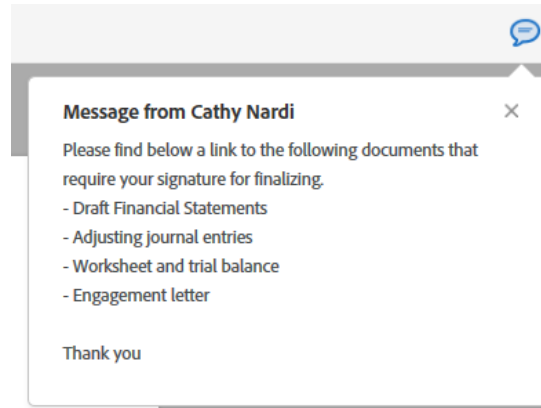 Message from Cathy Nardi
Please find below a link to the following documents that
require your signature for finalizing.
- Draft Financial Statements
- Adjusting journal entries
- Worksheet and trial balance
- Engagement letter
Thank you